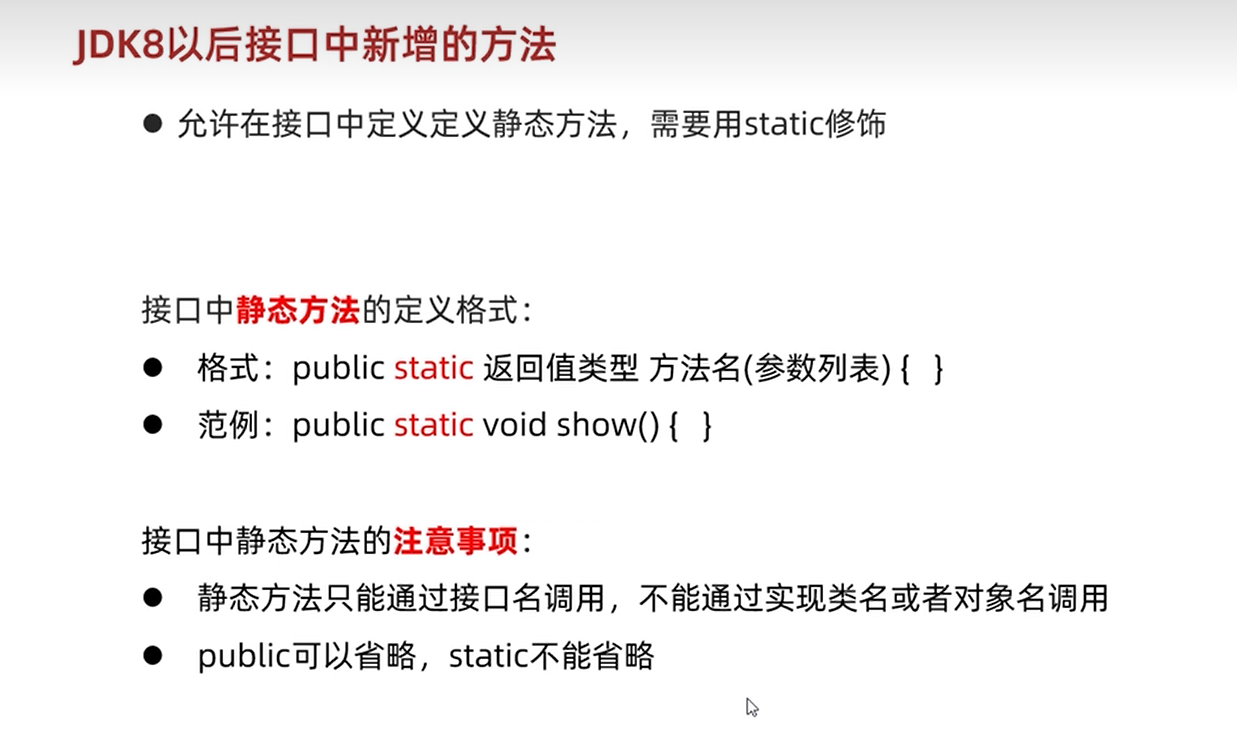 JDK8以后接口中新增的方法
● 允许在接口中定义定义静态方法，需要用static修饰
接口中静态方法的定义格式：
● 格式：public static 返回值类型 方法名(参数列表) { }
● 范例：public static void show() { }
接口中静态方法的注意事项：
● 静态方法只能通过接口名调用，不能通过实现类名或者对象名调用
● public可以省略，static不能省略